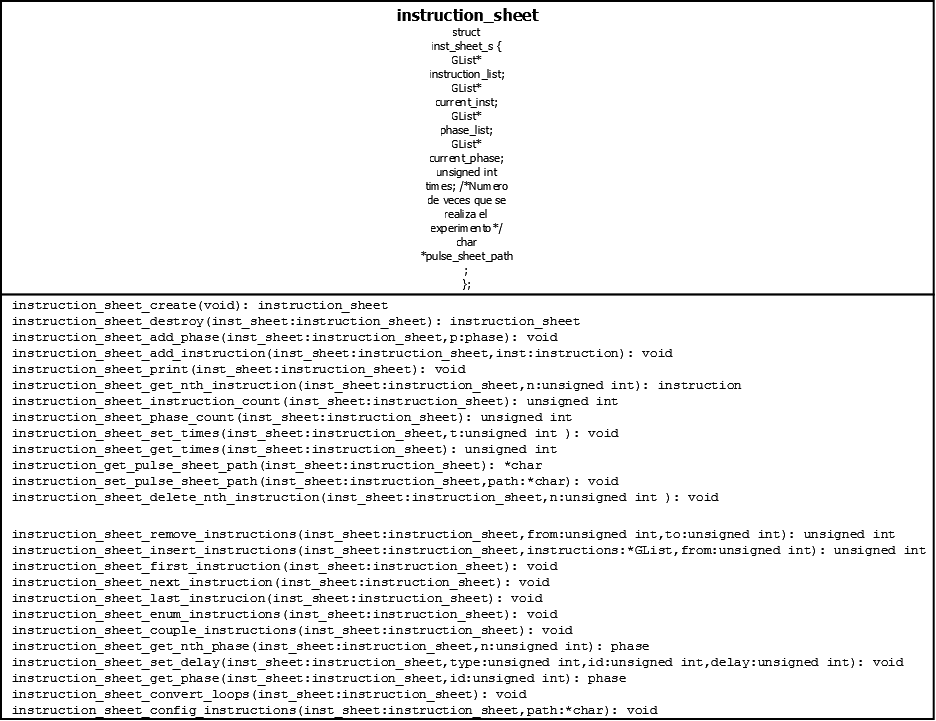 instruction_sheet
struct
inst_sheet_s {
GList*
instruction_list;
GList*
current_inst;
GList*
phase_list;
GList*
current_phase;
unsigned int
times; /*Numero
de veces que se
realiza el
experimento*/
char
*pulse_sheet_path
;
};
instruction_sheet_create(void): instruction_sheet
instruction_sheet_destroy(inst_sheet:instruction_sheet): instruction_sheet
instruction_sheet_add_phase(inst_sheet:instruction_sheet,p:phase): void
instruction_sheet_add_instruction(inst_sheet:instruction_sheet,inst:instruction): void
instruction_sheet_print(inst_sheet:instruction_sheet): void
instruction_sheet_get_nth_instruction(inst_sheet:instruction_sheet,n:unsigned int): instruction
instruction_sheet_instruction_count(inst_sheet:instruction_sheet): unsigned int
instruction_sheet_phase_count(inst_sheet:instruction_sheet): unsigned int
instruction_sheet_set_times(inst_sheet:instruction_sheet,t:unsigned int ): void
instruction_sheet_get_times(inst_sheet:instruction_sheet): unsigned int
instruction_get_pulse_sheet_path(inst_sheet:instruction_sheet): *char
instruction_set_pulse_sheet_path(inst_sheet:instruction_sheet,path:*char): void
instruction_sheet_delete_nth_instruction(inst_sheet:instruction_sheet,n:unsigned int ): void
instruction_sheet_remove_instructions(inst_sheet:instruction_sheet,from:unsigned int,to:unsigned int): unsigned int
instruction_sheet_insert_instructions(inst_sheet:instruction_sheet,instructions:*GList,from:unsigned int): unsigned int
instruction_sheet_first_instruction(inst_sheet:instruction_sheet): void
instruction_sheet_next_instruction(inst_sheet:instruction_sheet): void
instruction_sheet_last_instrucion(inst_sheet:instruction_sheet): void
instruction_sheet_enum_instructions(inst_sheet:instruction_sheet): void
instruction_sheet_couple_instructions(inst_sheet:instruction_sheet): void
instruction_sheet_get_nth_phase(inst_sheet:instruction_sheet,n:unsigned int): phase
instruction_sheet_set_delay(inst_sheet:instruction_sheet,type:unsigned int,id:unsigned int,delay:unsigned int): void
instruction_sheet_get_phase(inst_sheet:instruction_sheet,id:unsigned int): phase
instruction_sheet_convert_loops(inst_sheet:instruction_sheet): void
instruction_sheet_config_instructions(inst_sheet:instruction_sheet,path:*char): void